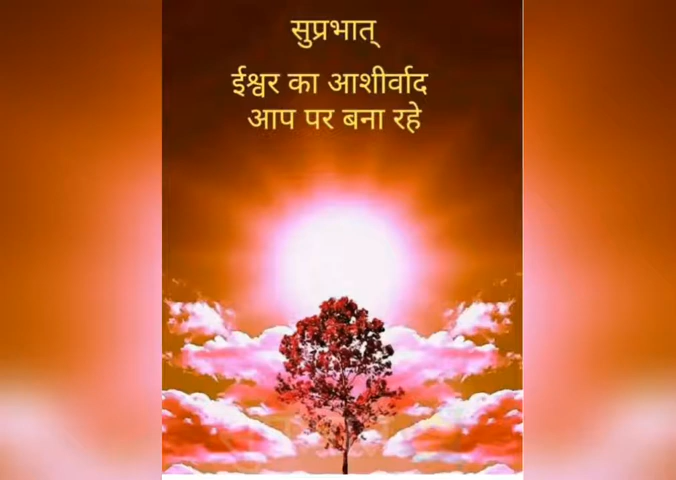 सुप्रभात्
ईश्वर का आशीर्वाद
आप पर बना रहे